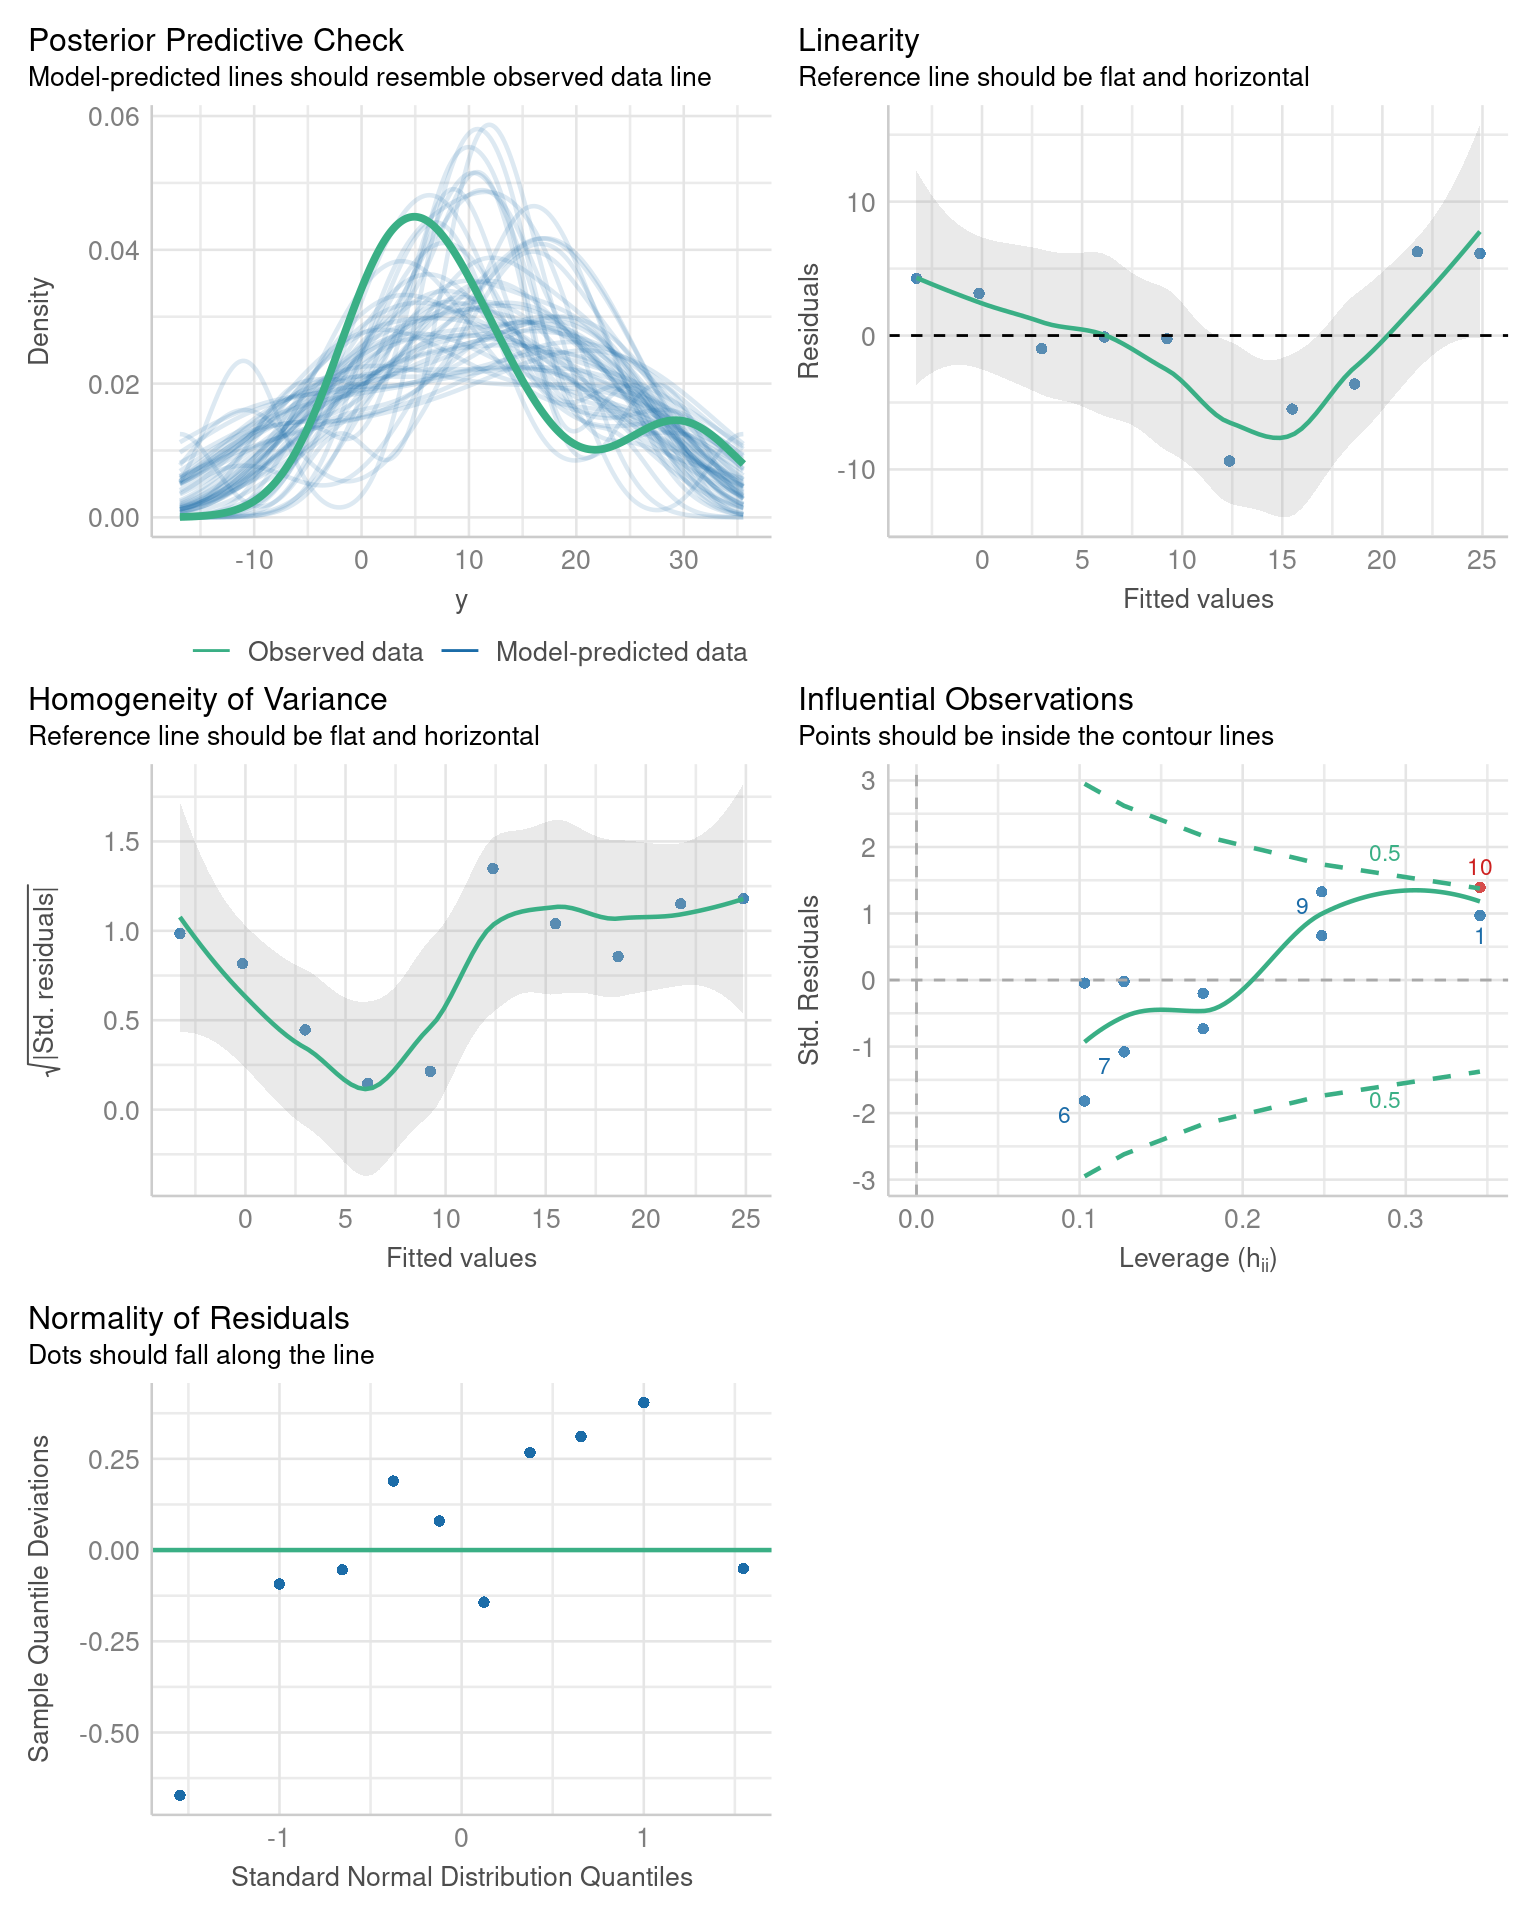 Posterior Predictive Check
Model-predicted lines should resemble observed data line
0.06
0.04
0.02
0.00
Density
-10 0 10 20 30
y
Observed data Model-predicted data
Linearity
Reference line should be flat and horizontal
10
0
-10
Residuals
0 5 10 15 20 25
Fitted values
Homogeneity of Variance
Reference line should be flat and horizontal
1.5
1.0
0.5
0.0
√|Std. residuals|
0 5 10 15 20 25
Fitted values
Influential Observations
Points should be inside the contour lines
3
2
1
0
-1
-2
-3
Std. Residuals
0.5
10
9
1
7
6
0.5
0.0 0.1 0.2 0.3
Leverage (hii)
Normality of Residuals
Dots should fall along the line
0.25
0.00
-0.25
-0.50
Sample Quantile Deviations
-1 0 1
Standard Normal Distribution Quantiles